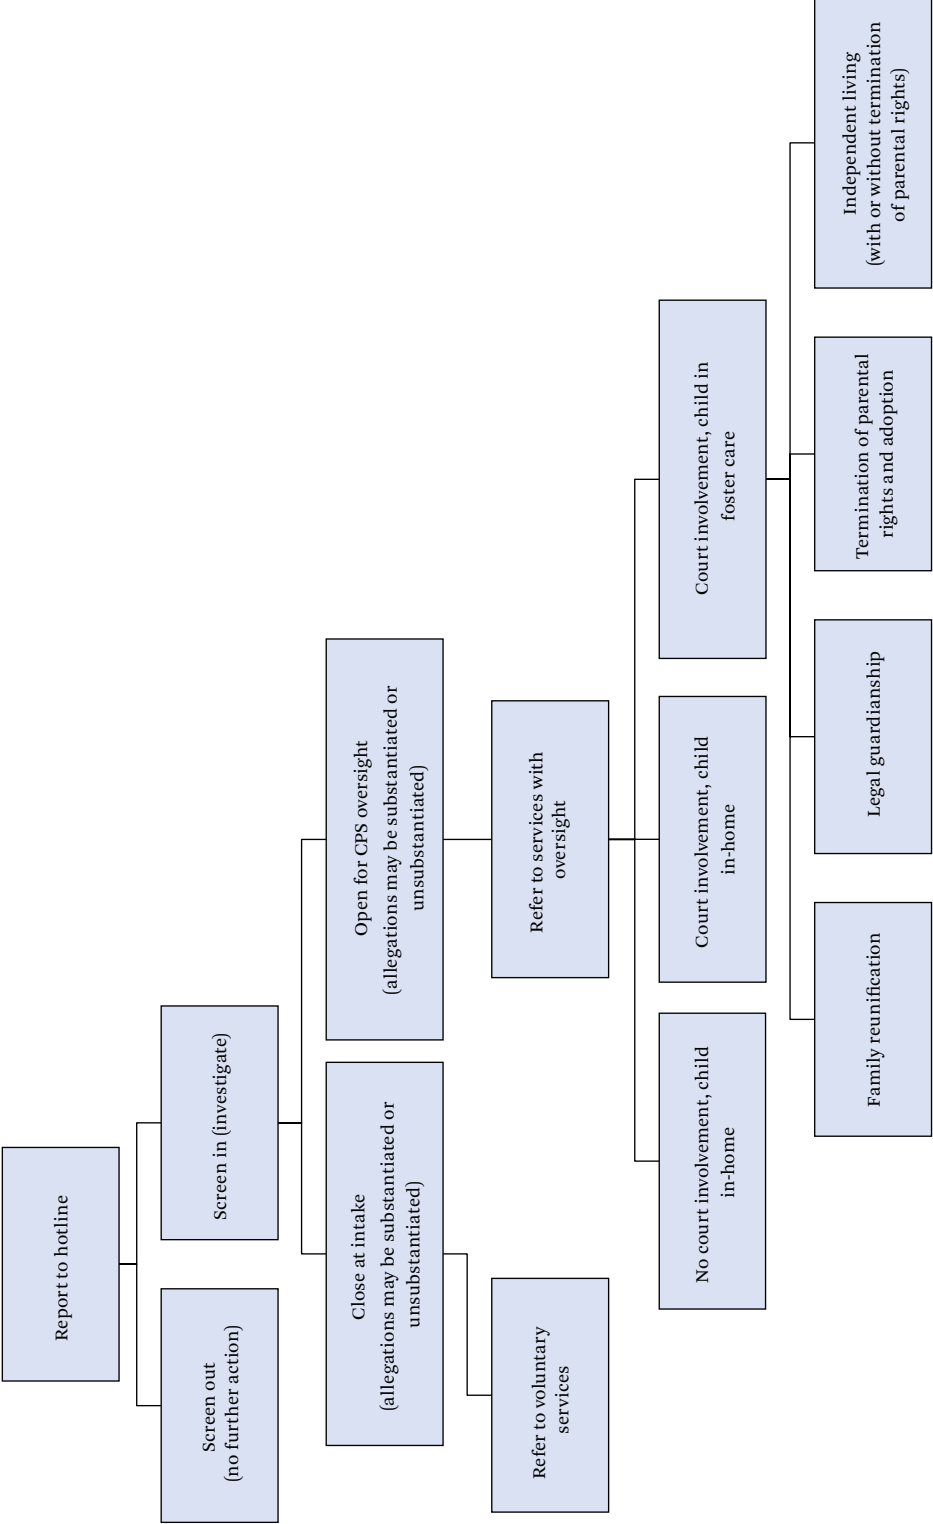 Report to hotline
Screen out
(no further action)
Screen in (investigate)
Close at intake
(allegations may be substantiated or
unsubstantiated)
Open for CPS oversight
(allegations may be substantiated or
unsubstantiated)
Refer to voluntary
services
Refer to services with
oversight
No court involvement, child
in-home
Court involvement, child
in-home
Court involvement, child in
foster care
Family reunification
Legal guardianship
Termination of parental
rights and adoption
Independent living
(with or without termination
of parental rights)